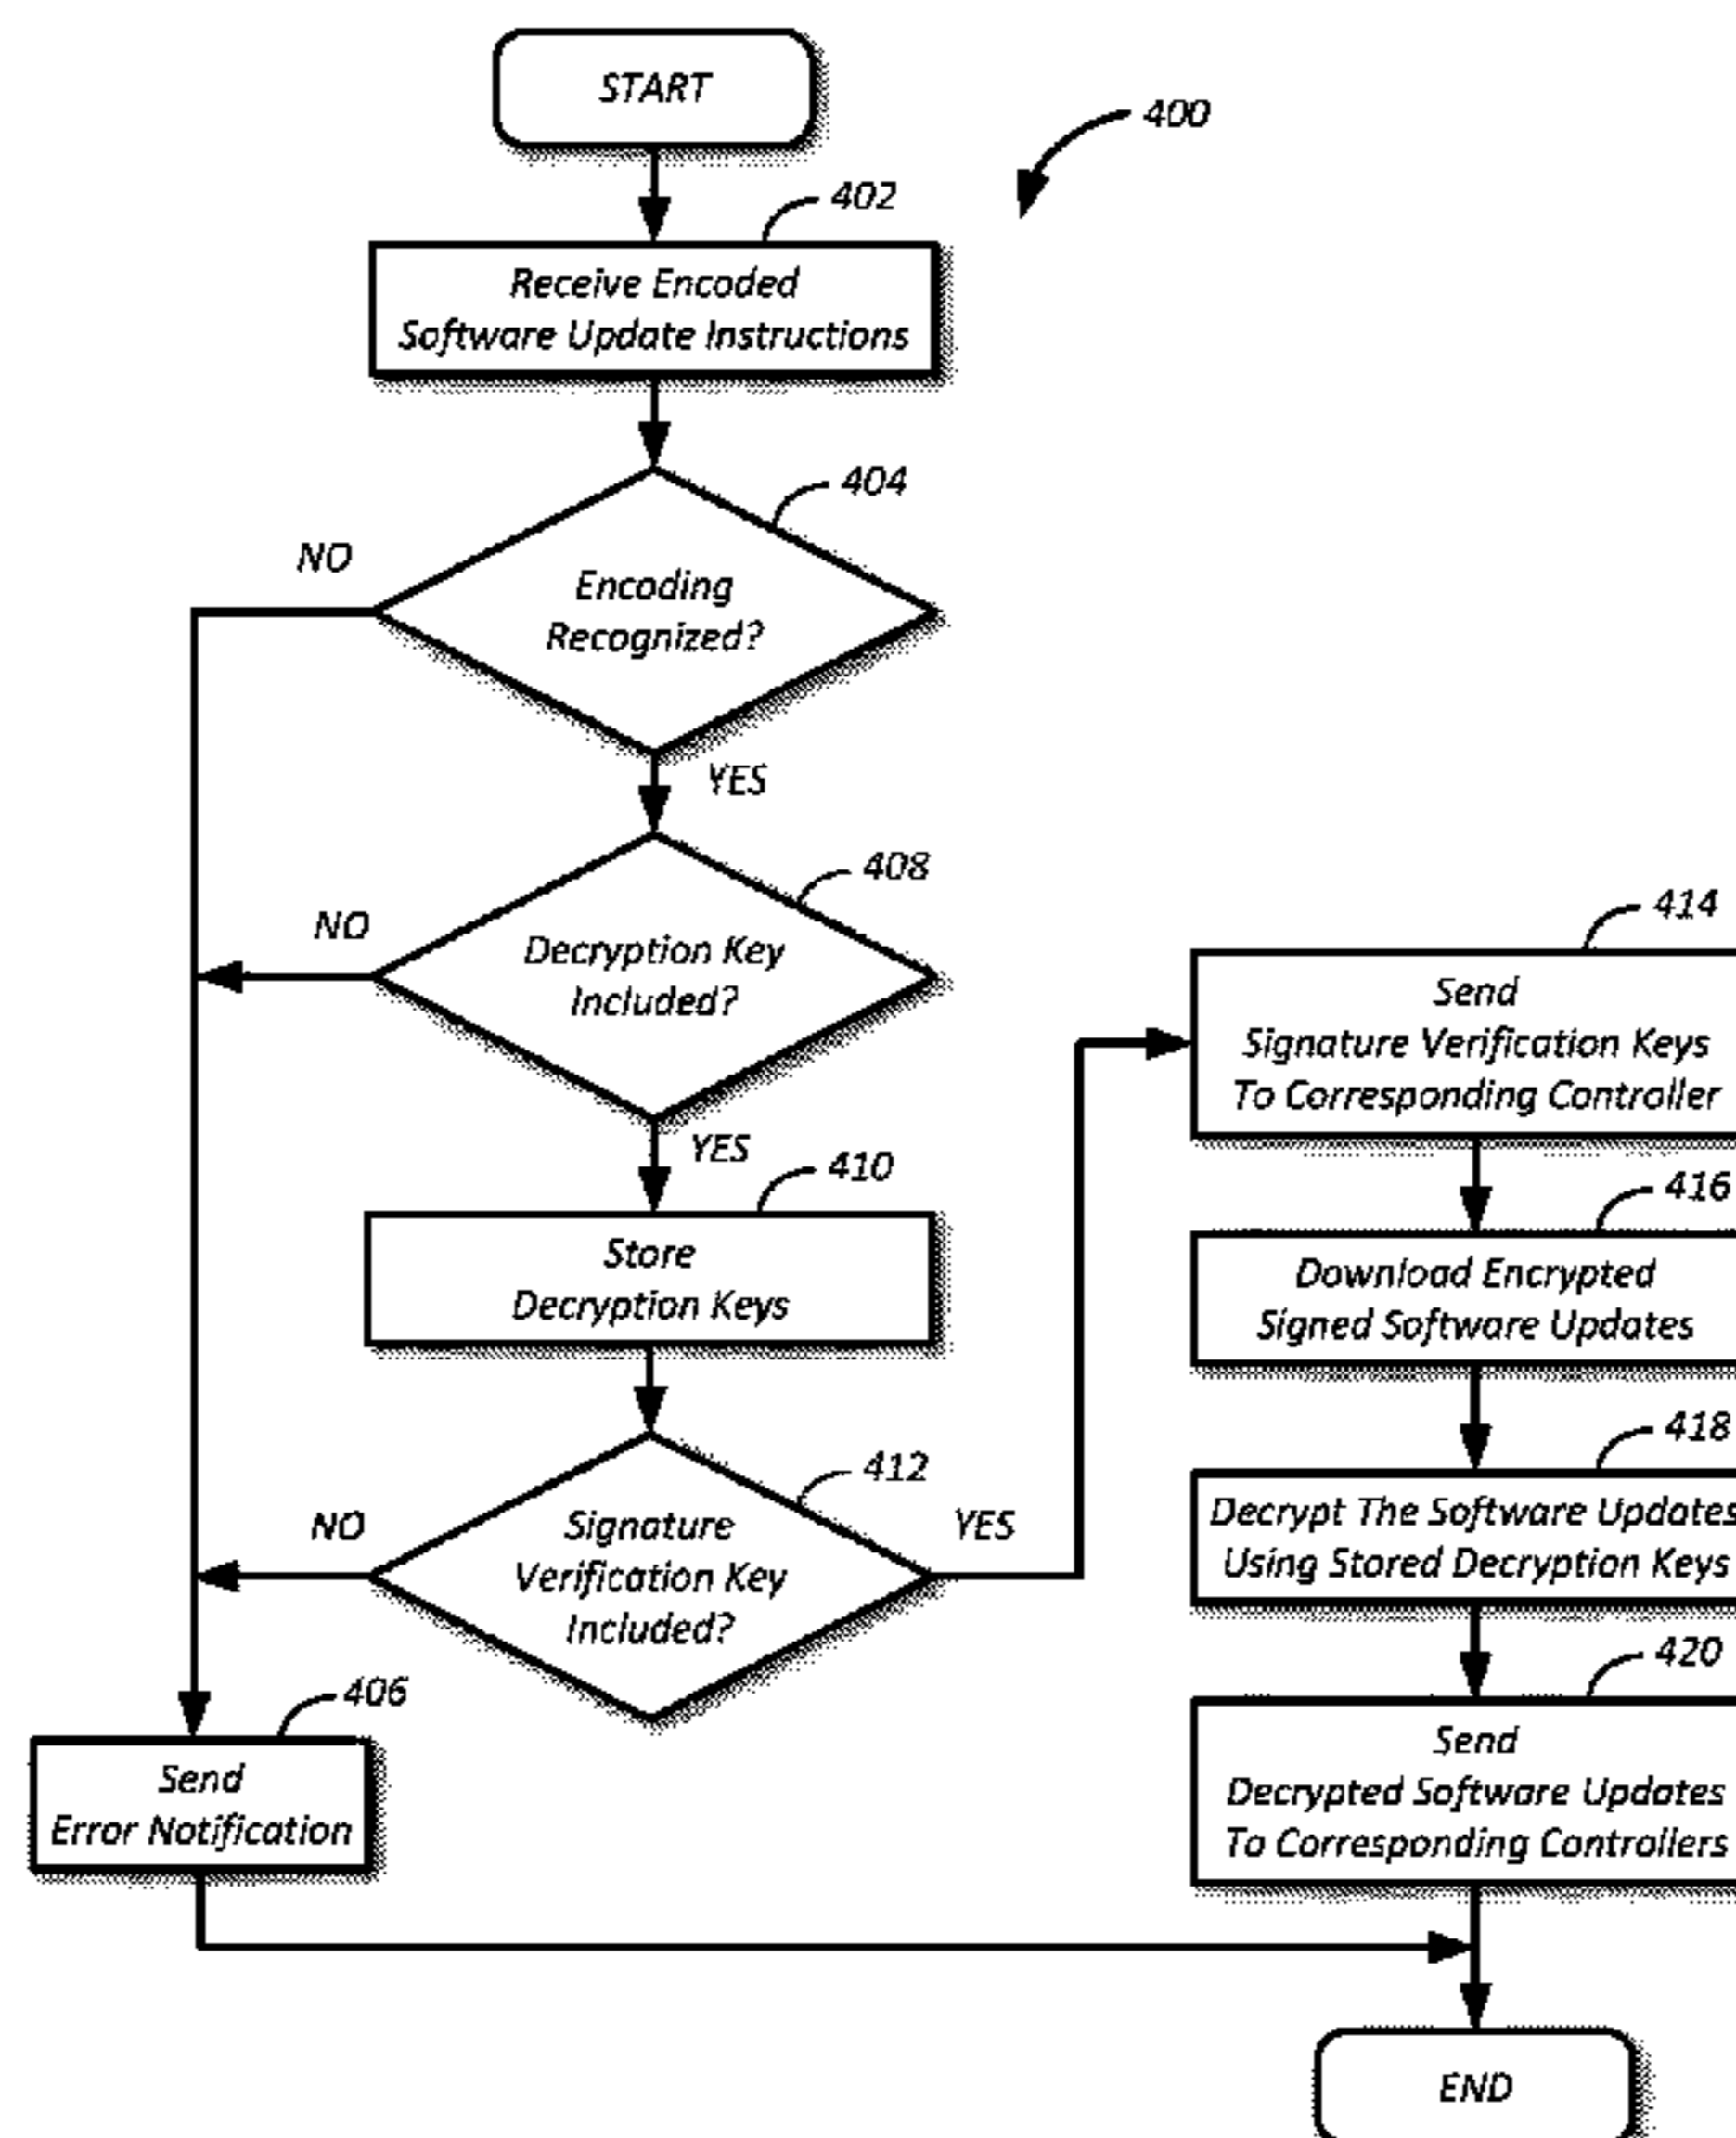 START
400
402
Receive Encoded
Software Update Instructions
404
NO
Encoding
Recognized?
YES
408
NO
Decryption Key
Included?
YES
410
Store
Decryption Keys
412
NO
Signature
Verification Key
Included?
YES
406
Send
Error Notification
414
Send
Signature Verification Keys
To Corresponding Controller
416
Download Encrypted
Signed Software Updates
418
Decrypt The Software Updates
Using Stored Decryption Keys
420
Send
Decrypted Software Updates
To Corresponding Controllers
END